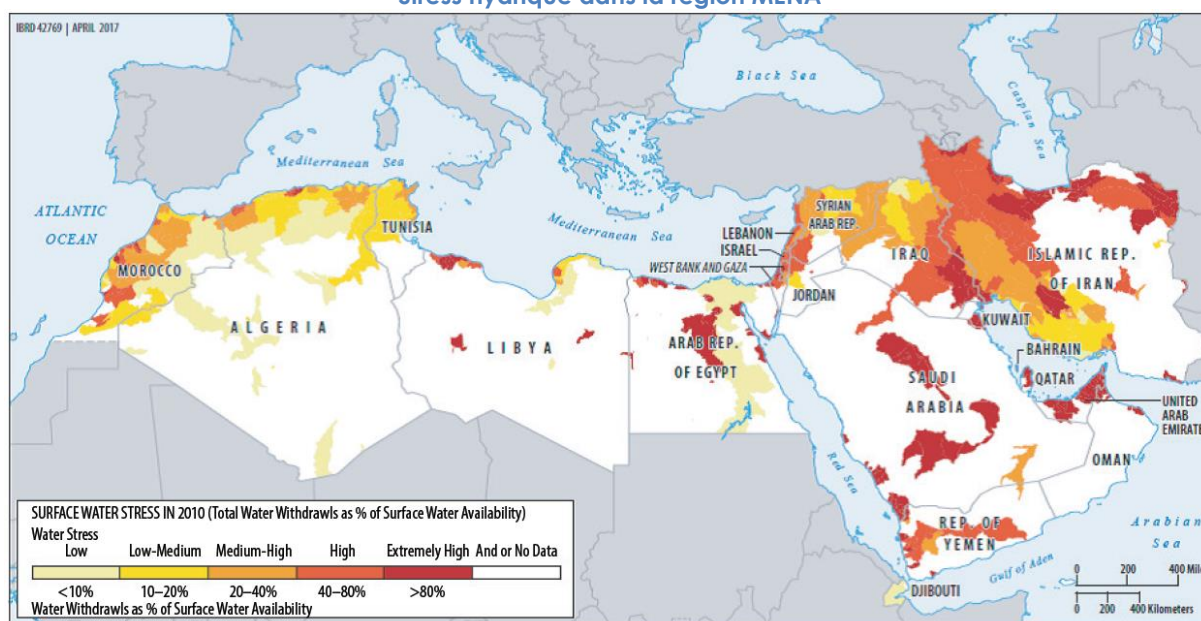 Stress hydrique dans la région MENA
IBRD 42769 | APRIL 2017
Black Sea
Caspian Sea
Mediterranean Sea
ATLANTIC
OCEAN
TUNISIA
Mediterranean Sea
LEBANON
SYRIAN
ARAB REP.
ISRAEL
WEST BANK AND GAZA
IRAQ
ISLAMIC REP.
OF IRAN
MOROCCO
JORDAN
ALGERIA
LIBYA
ARAB REP.
OF EGYPT
KUWAIT
BAHRAIN
QATAR
SAUDI
ARABIA
UNITED
ARAB
EMIRATE
OMAN
Red Sea
REP. OF
YEMEN
Arabian
Sea
Gulf of Aden
DJIBOUTI
SURFACE WATER STRESS IN 2010 (Total Water Withdrawls as % of Surface Water Availability)
Water Stress
Low Low-Medium Medium-High High Extremely High And or No Data
<10% 10–20% 20–40% 40–80% >80%
Water Withdrawls as % of Surface Water Availability
0 200 400 Mile
0 200 400 Kilometers